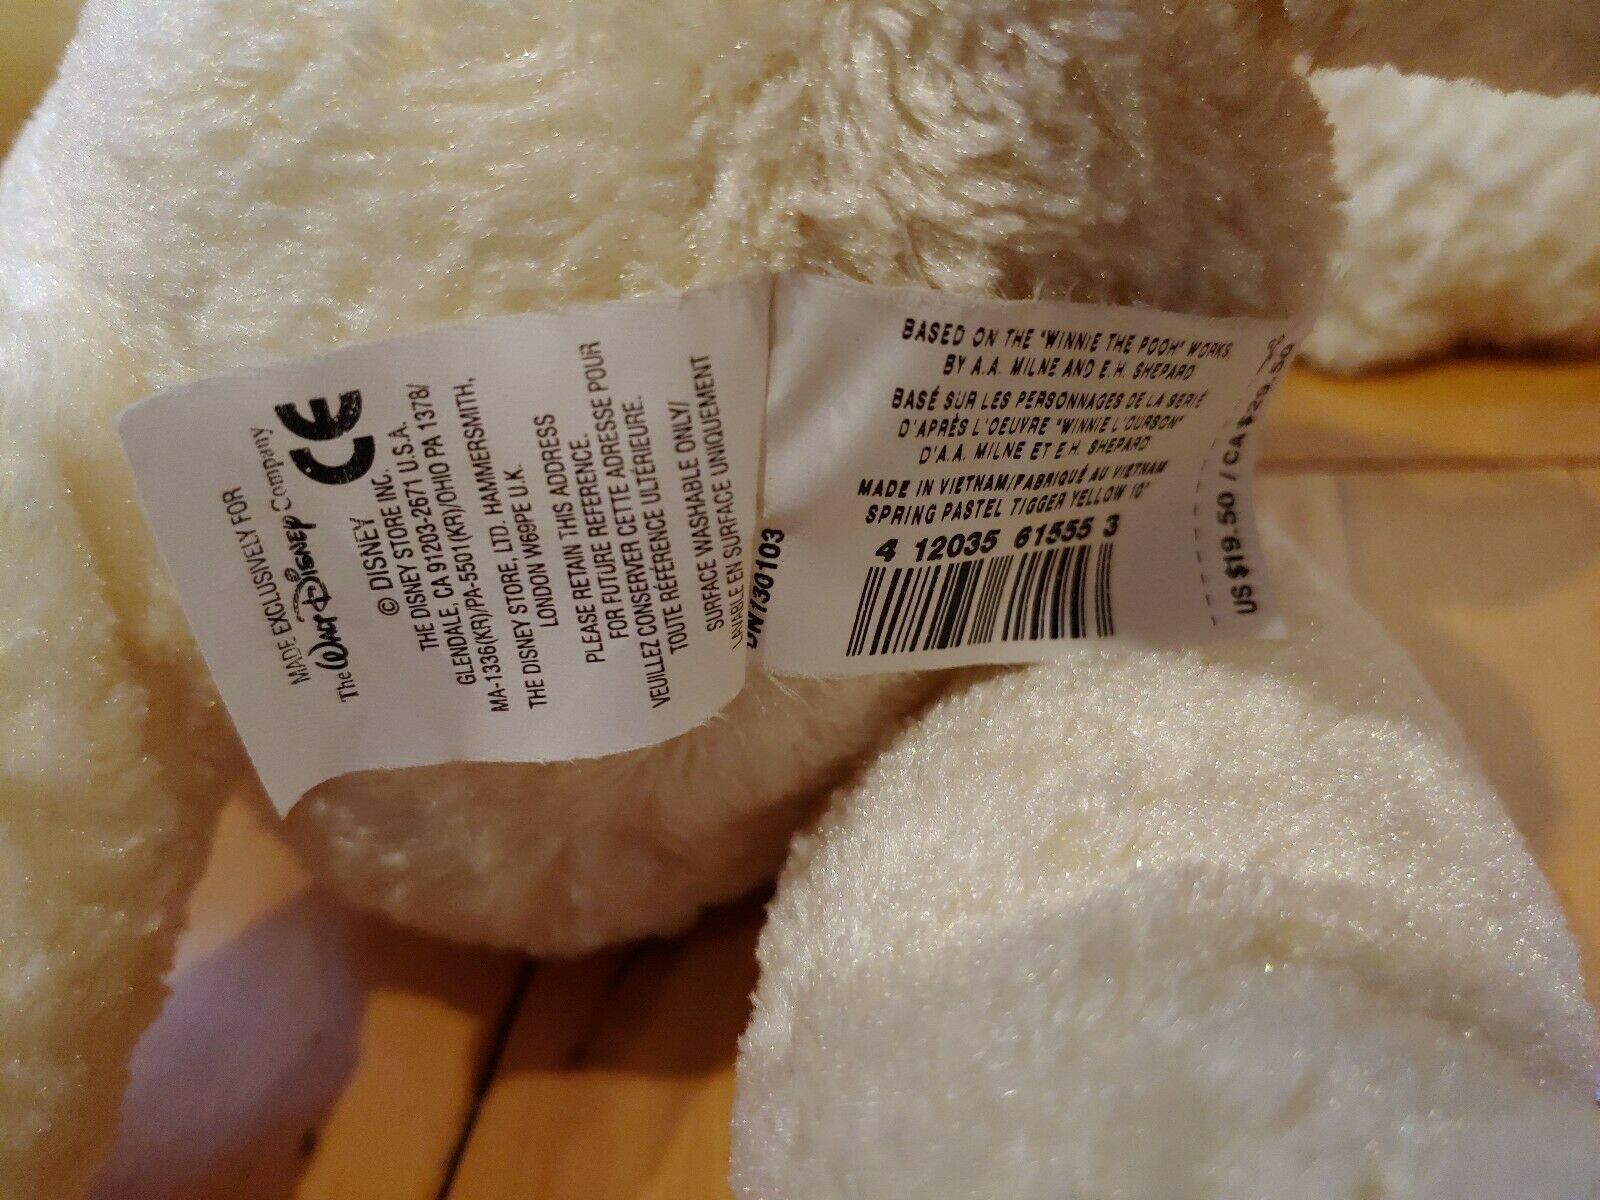 MADE EXCLUSIVELY FOR
The WALT DISNEY Company
CE
© DISNEY
THE DISNEY STORE INC.
GLENDALE, CA 91203-2671 U.S.A.
MA-1336(KR)/PA-5501(KR)/OHIO PA 1378/
THE DISNEY STORE, LTD. HAMMERSMITH,
LONDON W69PE U.K.
PLEASE RETAIN THIS ADDRESS
FOR FUTURE REFERENCE.
VEUILLEZ CONSERVER CETTE ADRESSE POUR
TOUTE RÉFÉRENCE ULTÉRIEURE.
SURFACE WASHABLE ONLY/
LAVABLE EN SURFACE UNIQUEMENT
DN130103
BASED ON THE "WINNIE THE POOH" WORKS
BY A.A. MILNE AND E.H. SHEPARD
BASÉ SUR LES PERSONNAGES DE LA SERIÉ
D'APRÈS L'OEUVRE "WINNIE L'OURSON"
D'A.A. MILNE ET E.H. SHEPARD
MADE IN VIETNAM/FABRIQUÉ AU VIETNAM
SPRING PASTEL TIGGER YELLOW 10"
4 12035 61555 3
US $19.50 / CA $29.50